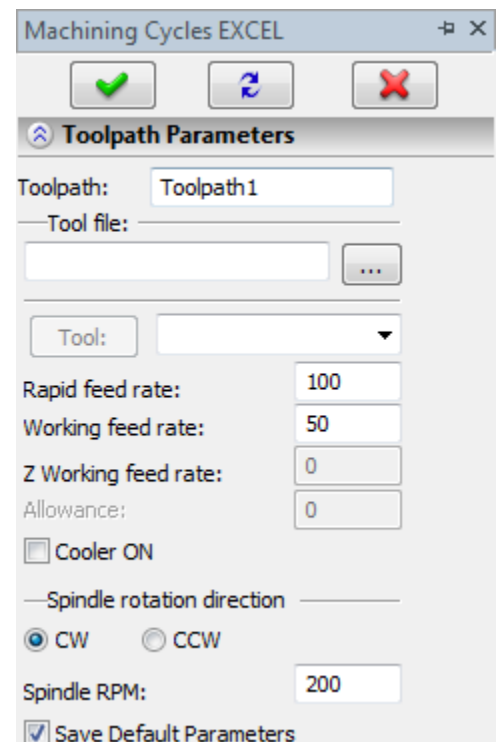 Machining Cycles EXCEL
Toolpath Parameters
Toolpath: Toolpath1
Tool file:
...
Tool:
Rapid feed rate: 100
Working feed rate: 50
Z Working feed rate: 0
Allowance: 0
Cooler ON
Spindle rotation direction
CW CCW
Spindle RPM: 200
Save Default Parameters